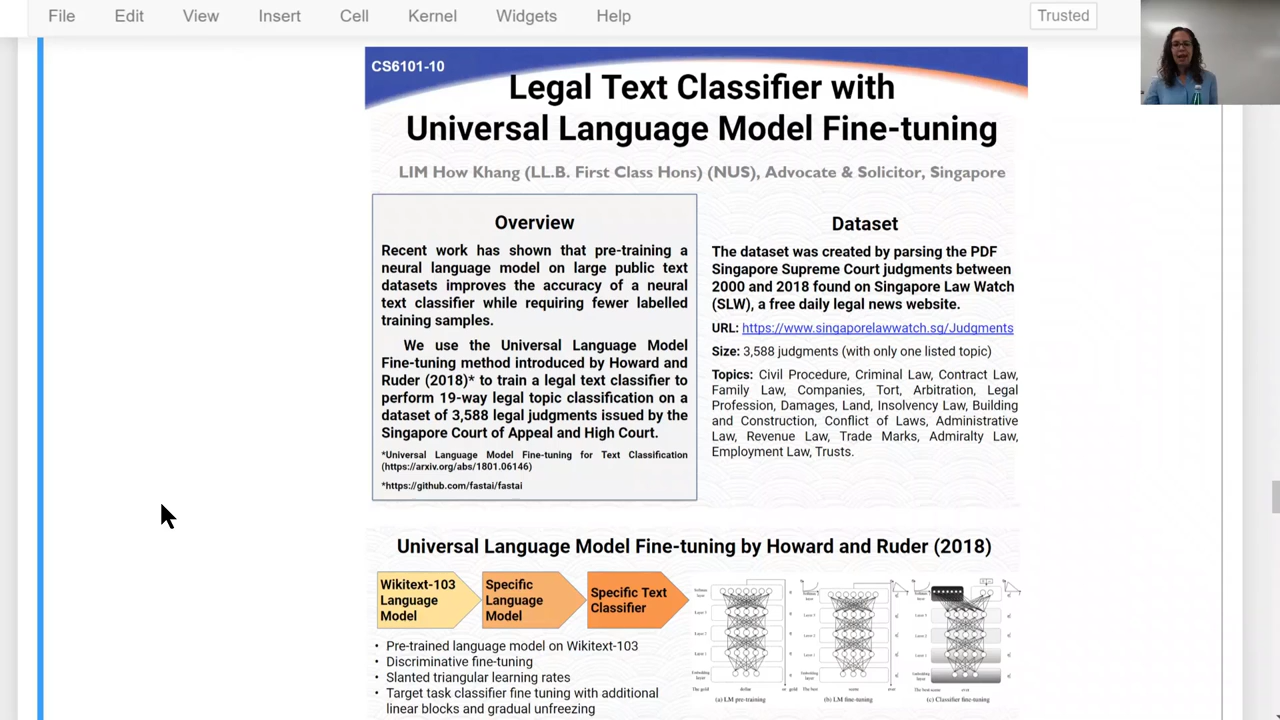 File Edit View Insert Cell Kernel Widgets Help Trusted
CS6101-10
Legal Text Classifier with
Universal Language Model Fine-tuning
LIM How Khang (LL.B. First Class Hons) (NUS), Advocate & Solicitor, Singapore
Overview
Recent work has shown that pre-training a
neural language model on large public text
datasets improves the accuracy of a neural
text classifier while requiring fewer labelled
training samples.
We use the Universal Language Model
Fine-tuning method introduced by Howard and
Ruder (2018)* to train a legal text classifier to
perform 19-way legal topic classification on a
dataset of 3,588 legal judgments issued by the
Singapore Court of Appeal and High Court.
*Universal Language Model Fine-tuning for Text Classification
(https://arxiv.org/abs/1801.06146)
*https://github.com/fastai/fastai
Dataset
The dataset was created by parsing the PDF
Singapore Supreme Court judgments between
2000 and 2018 found on Singapore Law Watch
(SLW), a free daily legal news website.
URL: https://www.singaporelawwatch.sg/Judgments
Size: 3,588 judgments (with only one listed topic)
Topics: Civil Procedure, Criminal Law, Contract Law,
Family Law, Companies, Tort, Arbitration, Legal
Profession, Damages, Land, Insolvency Law, Building
and Construction, Conflict of Laws, Administrative
Law, Revenue Law, Trade Marks, Admiralty Law,
Employment Law, Trusts.
Universal Language Model Fine-tuning by Howard and Ruder (2018)
Wikitext-103
Language
Model
Specific
Language
Model
Specific Text
Classifier
• Pre-trained language model on Wikitext-103
• Discriminative fine-tuning
• Slanted triangular learning rates
• Target task classifier fine tuning with additional
linear blocks and gradual unfreezing
(a) LM pre-training
(b) LM fine-tuning
(c) Classifier fine-tuning